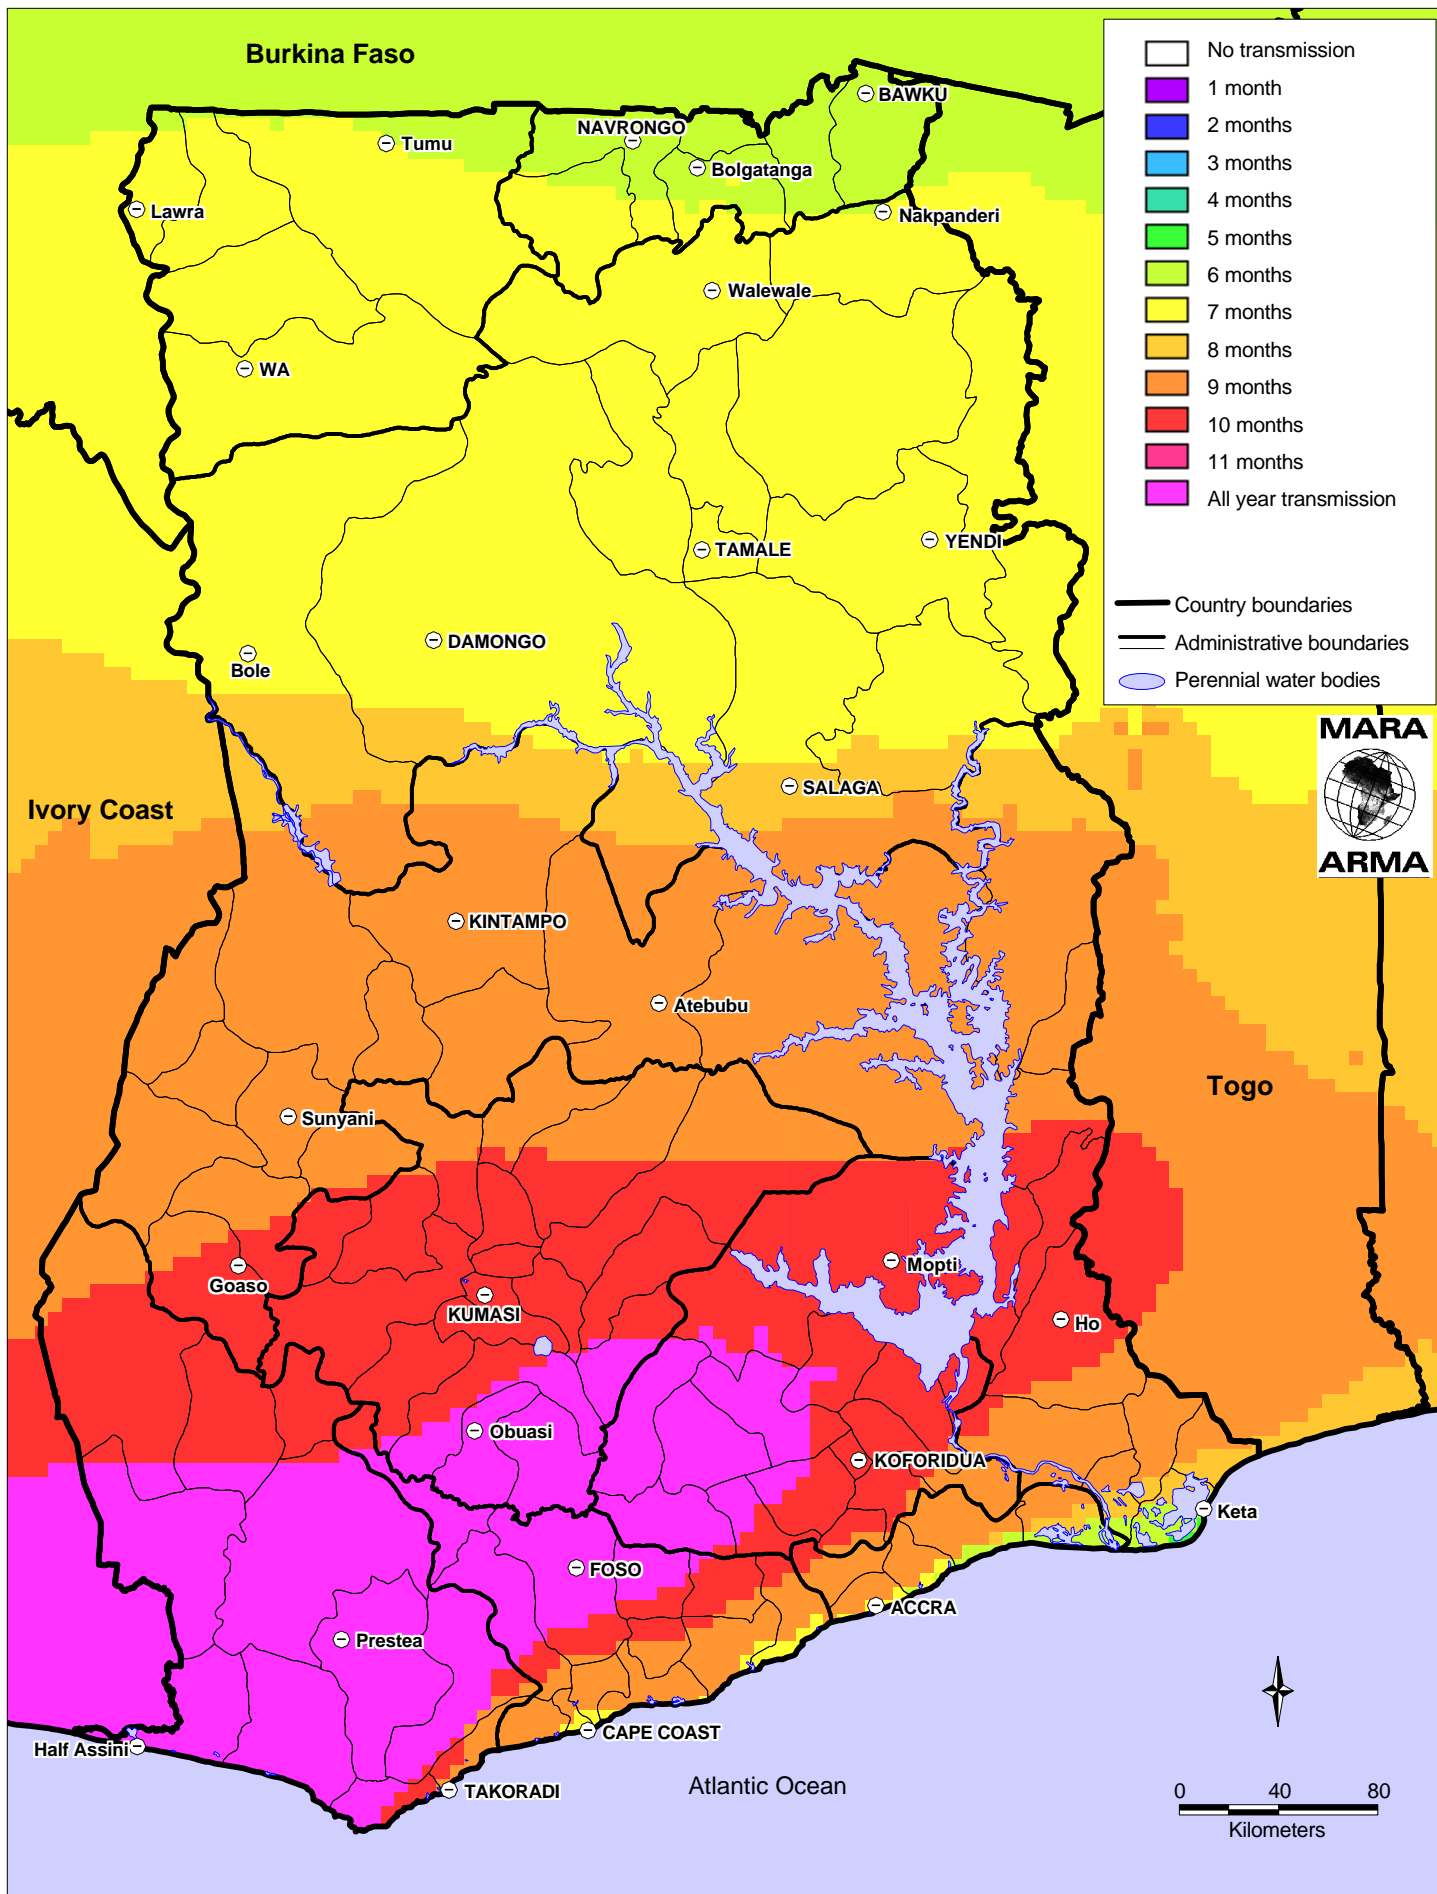 Burkina Faso
No transmission
1 month
BAWKU
2 months
NAVRONGO
Tumu
3 months
Bolgatanga
4 months
Lawra
Nakpanderi
5 months
6 months
Walewale
7 months
8 months
WA
9 months
10 months
11 months
All year transmission
YENDI
TAMALE
Country boundaries
DAMONGO
Administrative boundaries
Bole
Perennial water bodies
MARA
SALAGA
Ivory Coast
ARMA
KINTAMPO
Atebubu
Togo
Sunyani
Mopti
Goaso
KUMASI
Ho
Obuasi
KOFORIDUA
Keta
FOSO
ACCRA
Prestea
CAPE COAST
Half Assini
Atlantic Ocean
TAKORADI
0 40 80
Kilometers